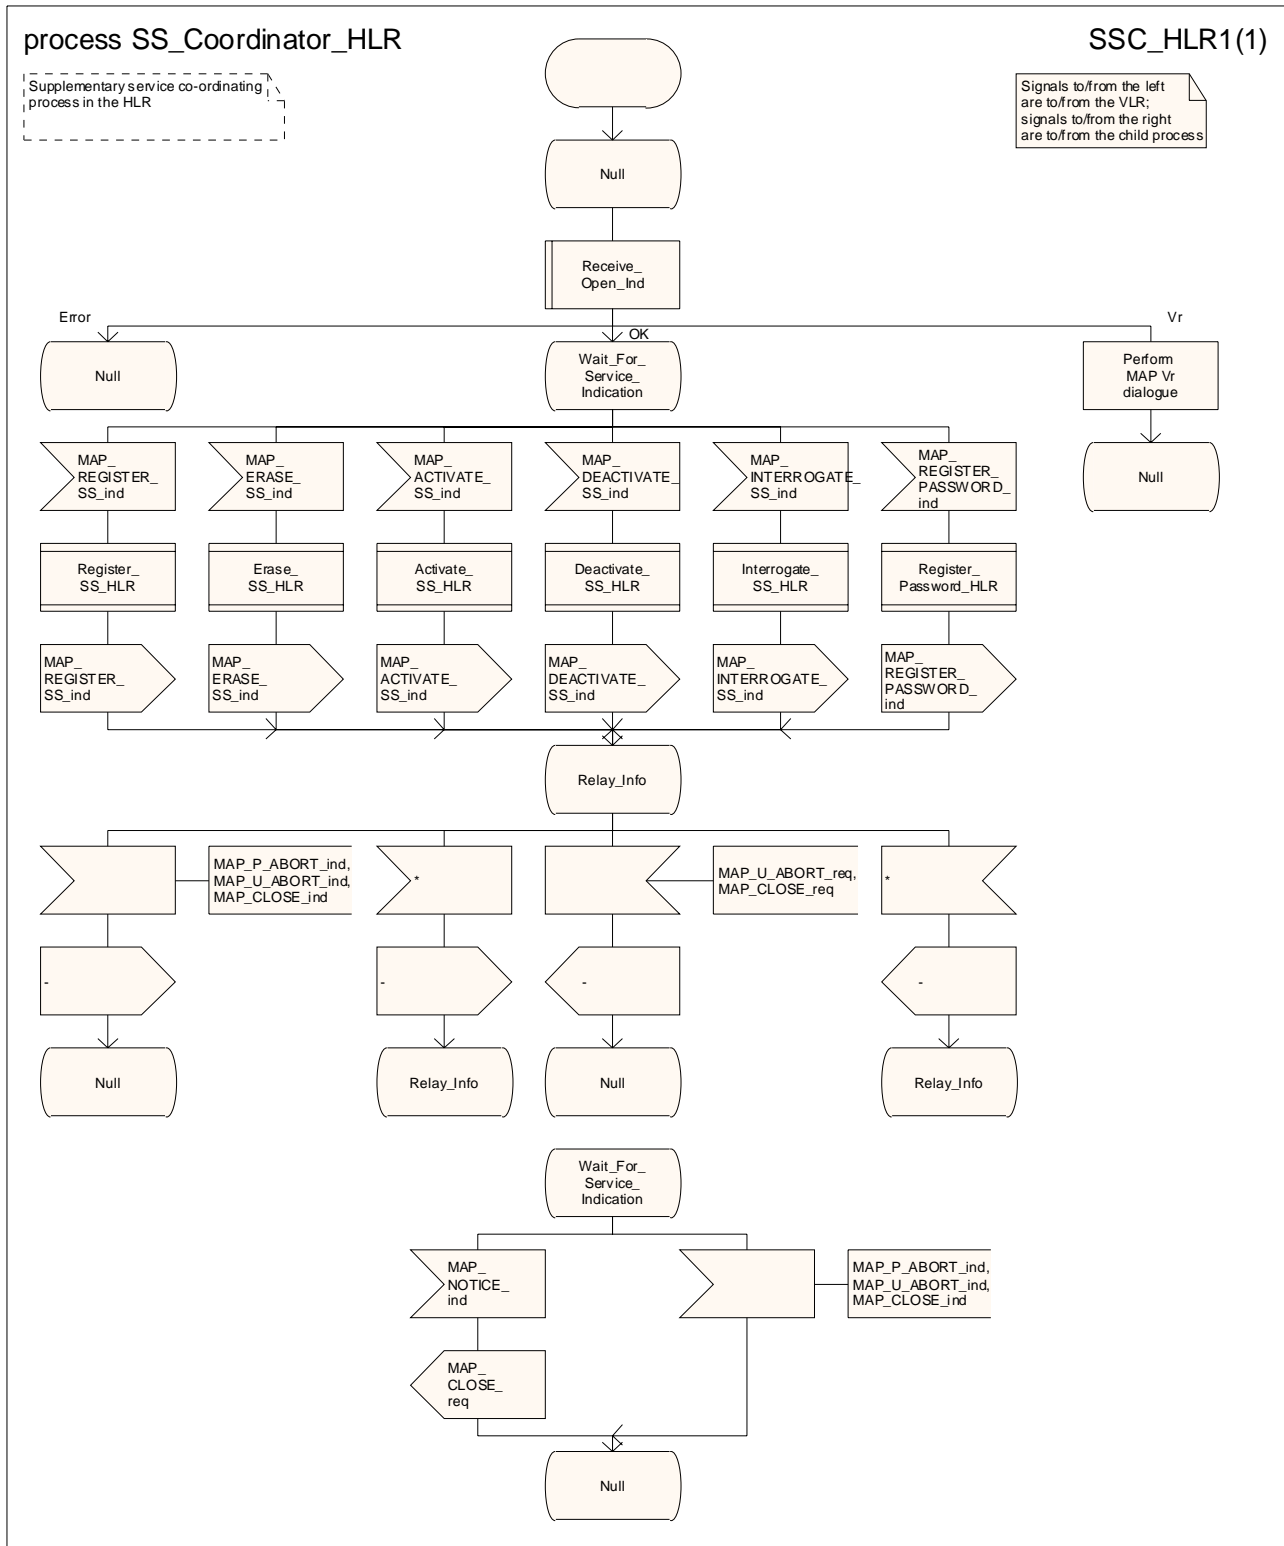 process SS_Coordinator_HLR
SSC_HLR1(1)
Supplementary service co-ordinating
process in the HLR
Signals to/from the left
are to/from the VLR;
signals to/from the right
are to/from the child process
Null
Receive_
Open_Ind
Error
OK
Vr
Null
Wait_For_
Service_
Indication
Perform
MAP Vr
dialogue
Null
MAP_
REGISTER_
SS_ind
MAP_
ERASE_
SS_ind
MAP_
ACTIVATE_
SS_ind
MAP_
DEACTIVATE_
SS_ind
MAP_
INTERROGATE_
SS_ind
MAP_
REGISTER_
PASSWORD_
ind
Register_
SS_HLR
Erase_
SS_HLR
Activate_
SS_HLR
Deactivate_
SS_HLR
Interrogate_
SS_HLR
Register_
Password_HLR
MAP_
REGISTER_
SS_ind
MAP_
ERASE_
SS_ind
MAP_
ACTIVATE_
SS_ind
MAP_
DEACTIVATE_
SS_ind
MAP_
INTERROGATE_
SS_ind
MAP_
REGISTER_
PASSWORD_
ind
Relay_Info
MAP_P_ABORT_ind,
MAP_U_ABORT_ind,
MAP_CLOSE_ind
*
MAP_U_ABORT_req,
MAP_CLOSE_req
*
-
-
-
-
Null
Relay_Info
Null
Relay_Info
Wait_For_
Service_
Indication
MAP_
NOTICE_
ind
MAP_P_ABORT_ind,
MAP_U_ABORT_ind,
MAP_CLOSE_ind
MAP_
CLOSE_
req
Null